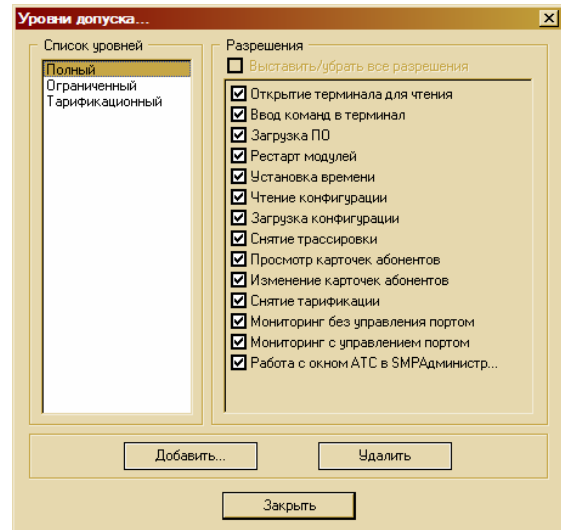 Уровни допуска...
Список уровней
Полный
Ограниченный
Тарификационный
Разрешения
Выставить/убрать все разрешения
Открытие терминала для чтения
Ввод команд в терминал
Загрузка ПО
Рестарт модулей
Установка времени
Чтение конфигурации
Загрузка конфигурации
Снятие трассировки
Просмотр карточек абонентов
Изменение карточек абонентов
Снятие тарификации
Мониторинг без управления портом
Мониторинг с управлением портом
Работа с окном АТС в SMPАдминистр...
Добавить...
Удалить
Закрыть